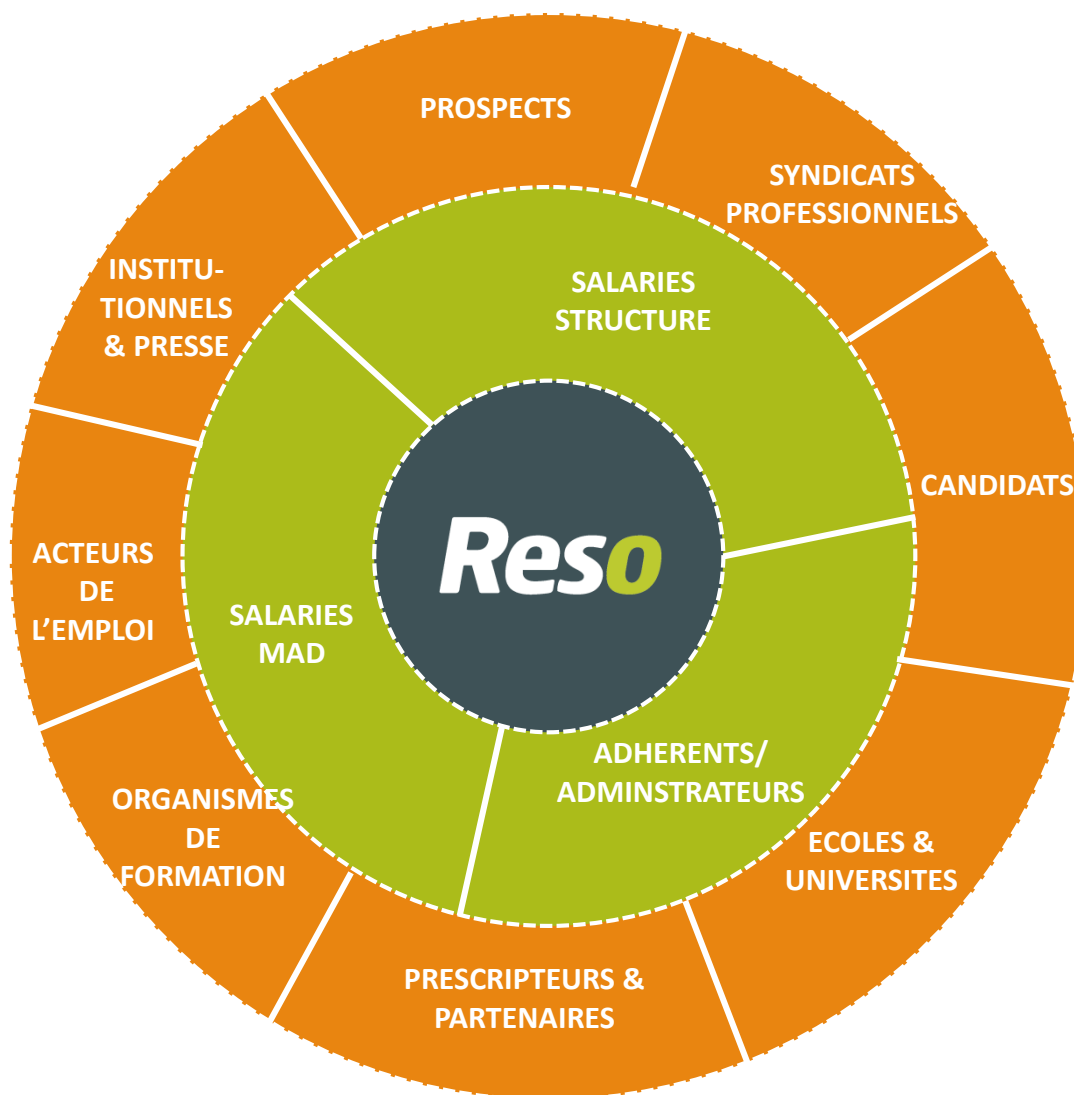 PROSPECTS
SYNDICATS
PROFESSIONNELS
INSTITU-
TIONNELS
& PRESSE
SALARIES
STRUCTURE
CANDIDATS
Reso
ACTEURS
DE
L’EMPLOI
SALARIES
MAD
ADHERENTS/
ADMINSTRATEURS
ORGANISMES
DE
FORMATION
ECOLES &
UNIVERSITES
PRESCRIPTEURS &
PARTENAIRES